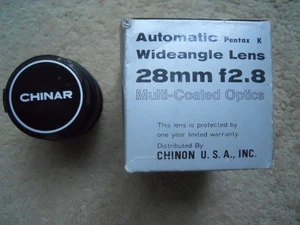 CHINAR
Automatic Pentax K
Wideangle Lens
28mm f2.8
Multi-Coated Optics
This lens is protected by
one year limited warranty.
Distributed By
CHINON U.S.A., INC.